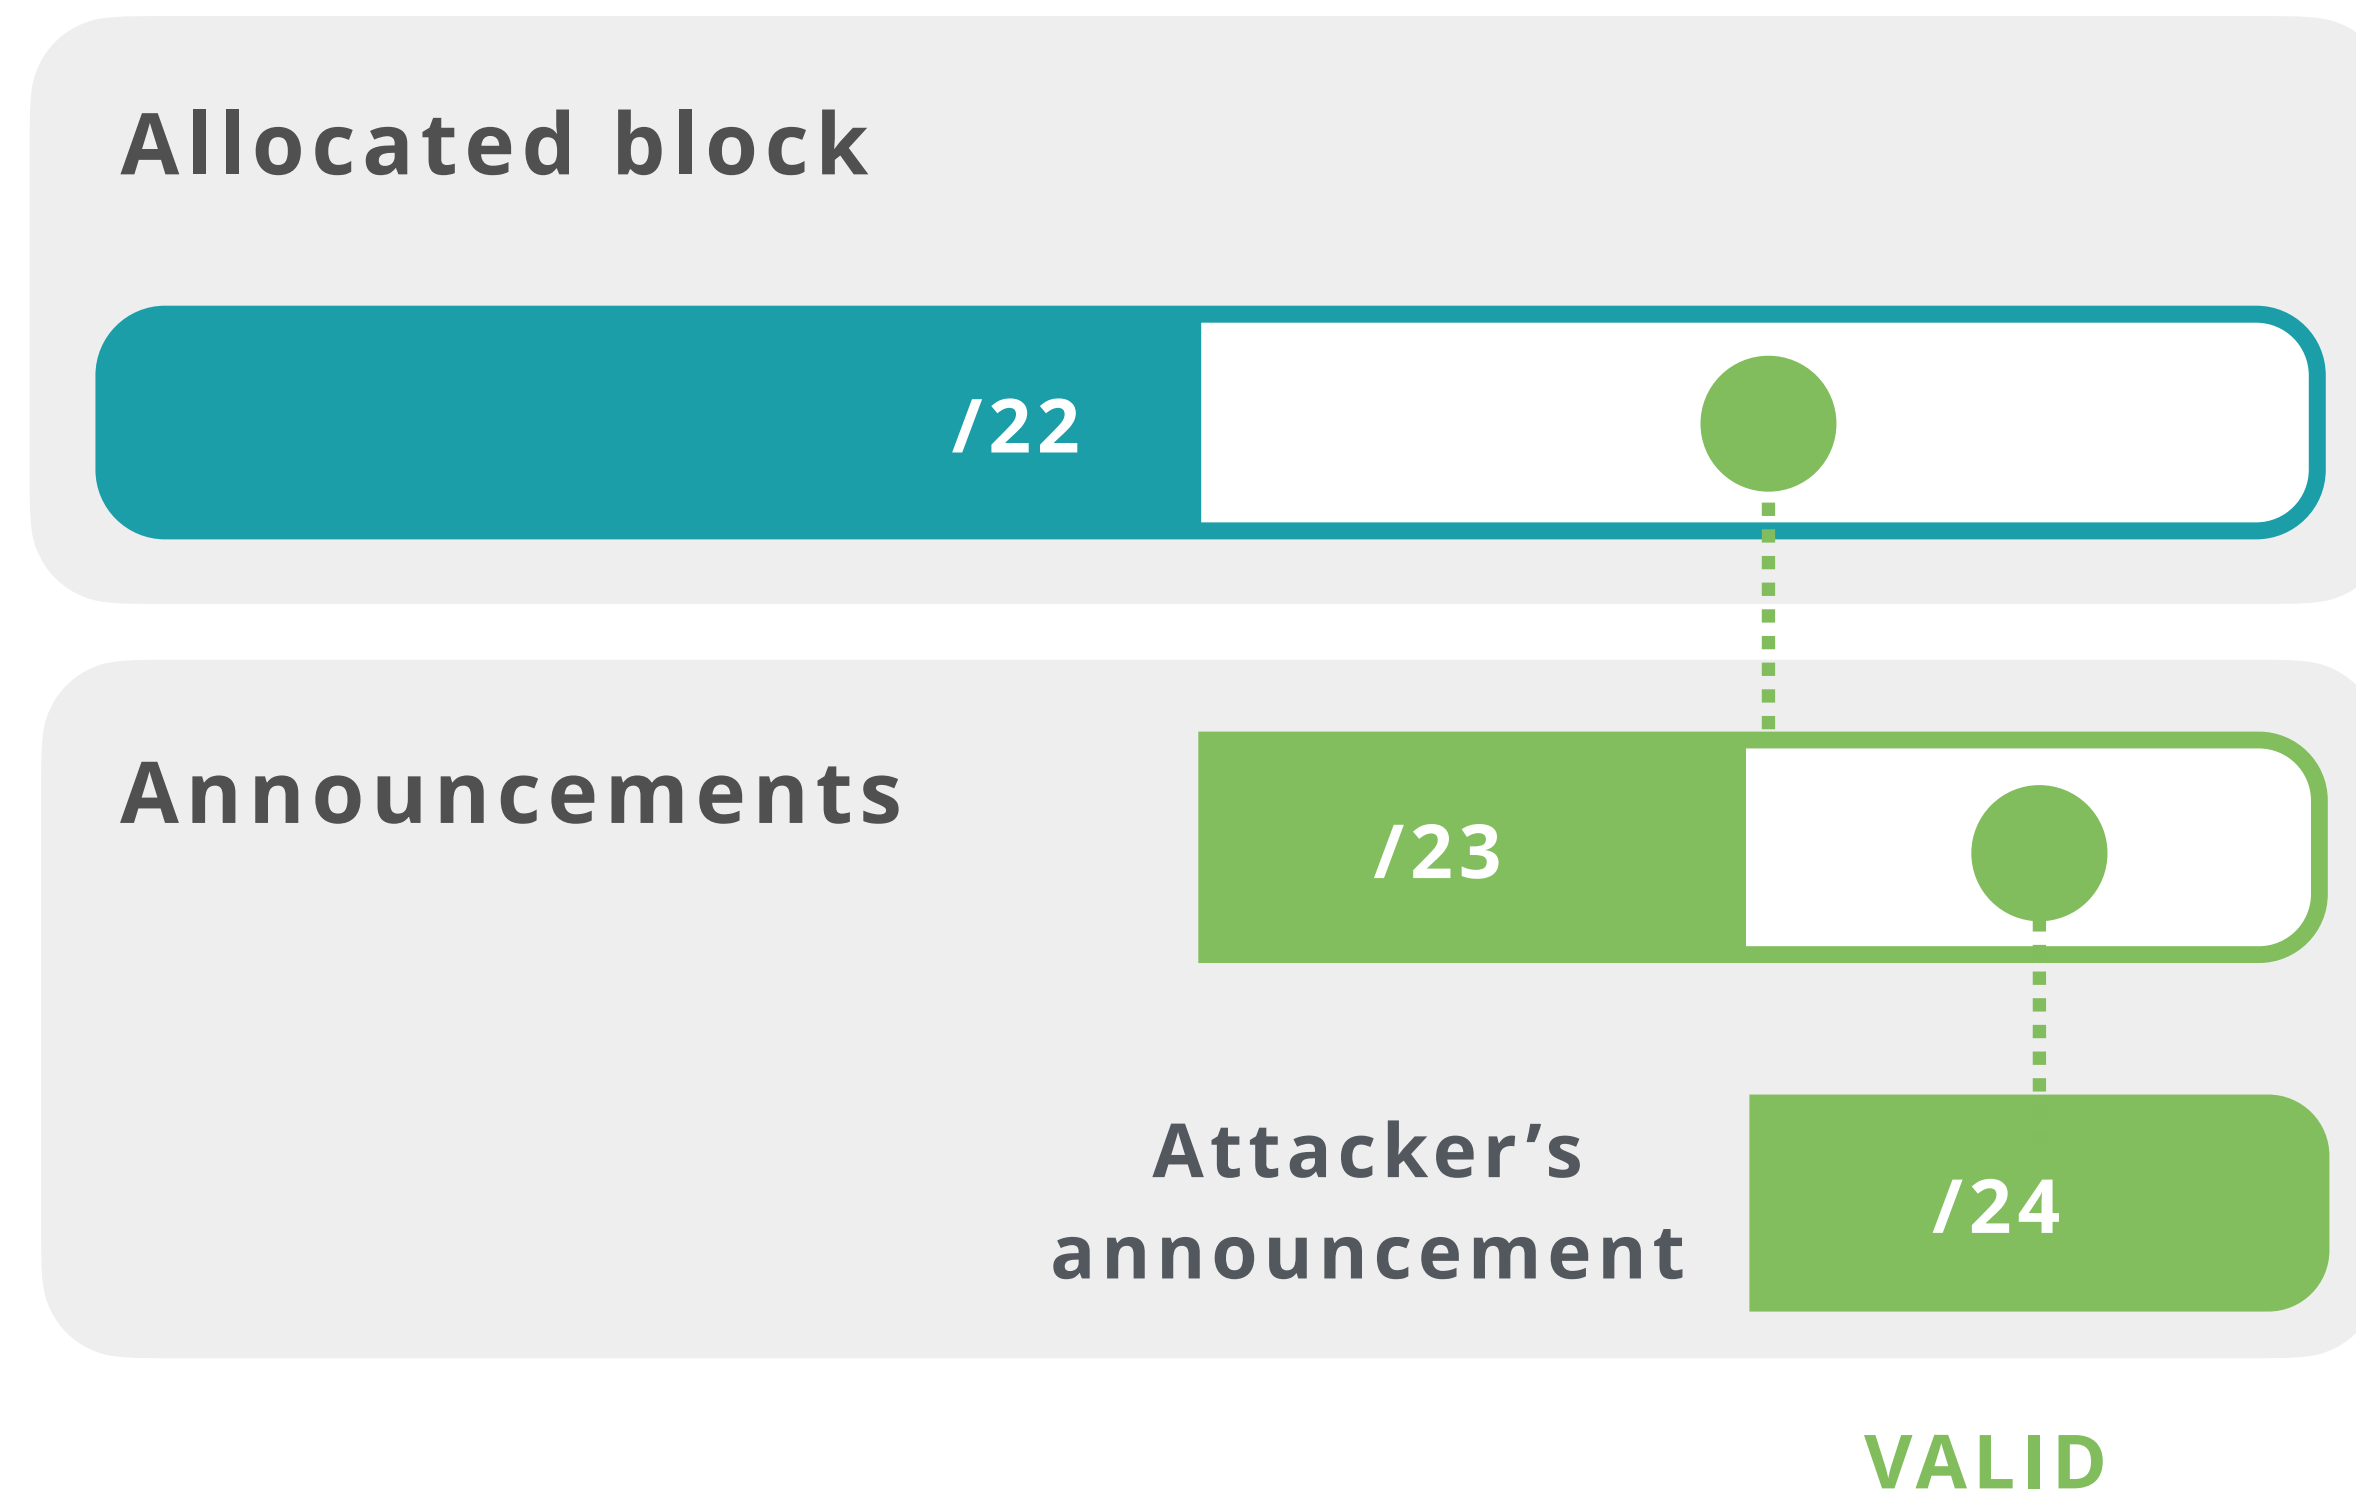 Allocated block
/22
Announcements
/23
Attacker’s
announcement
/24
VALID